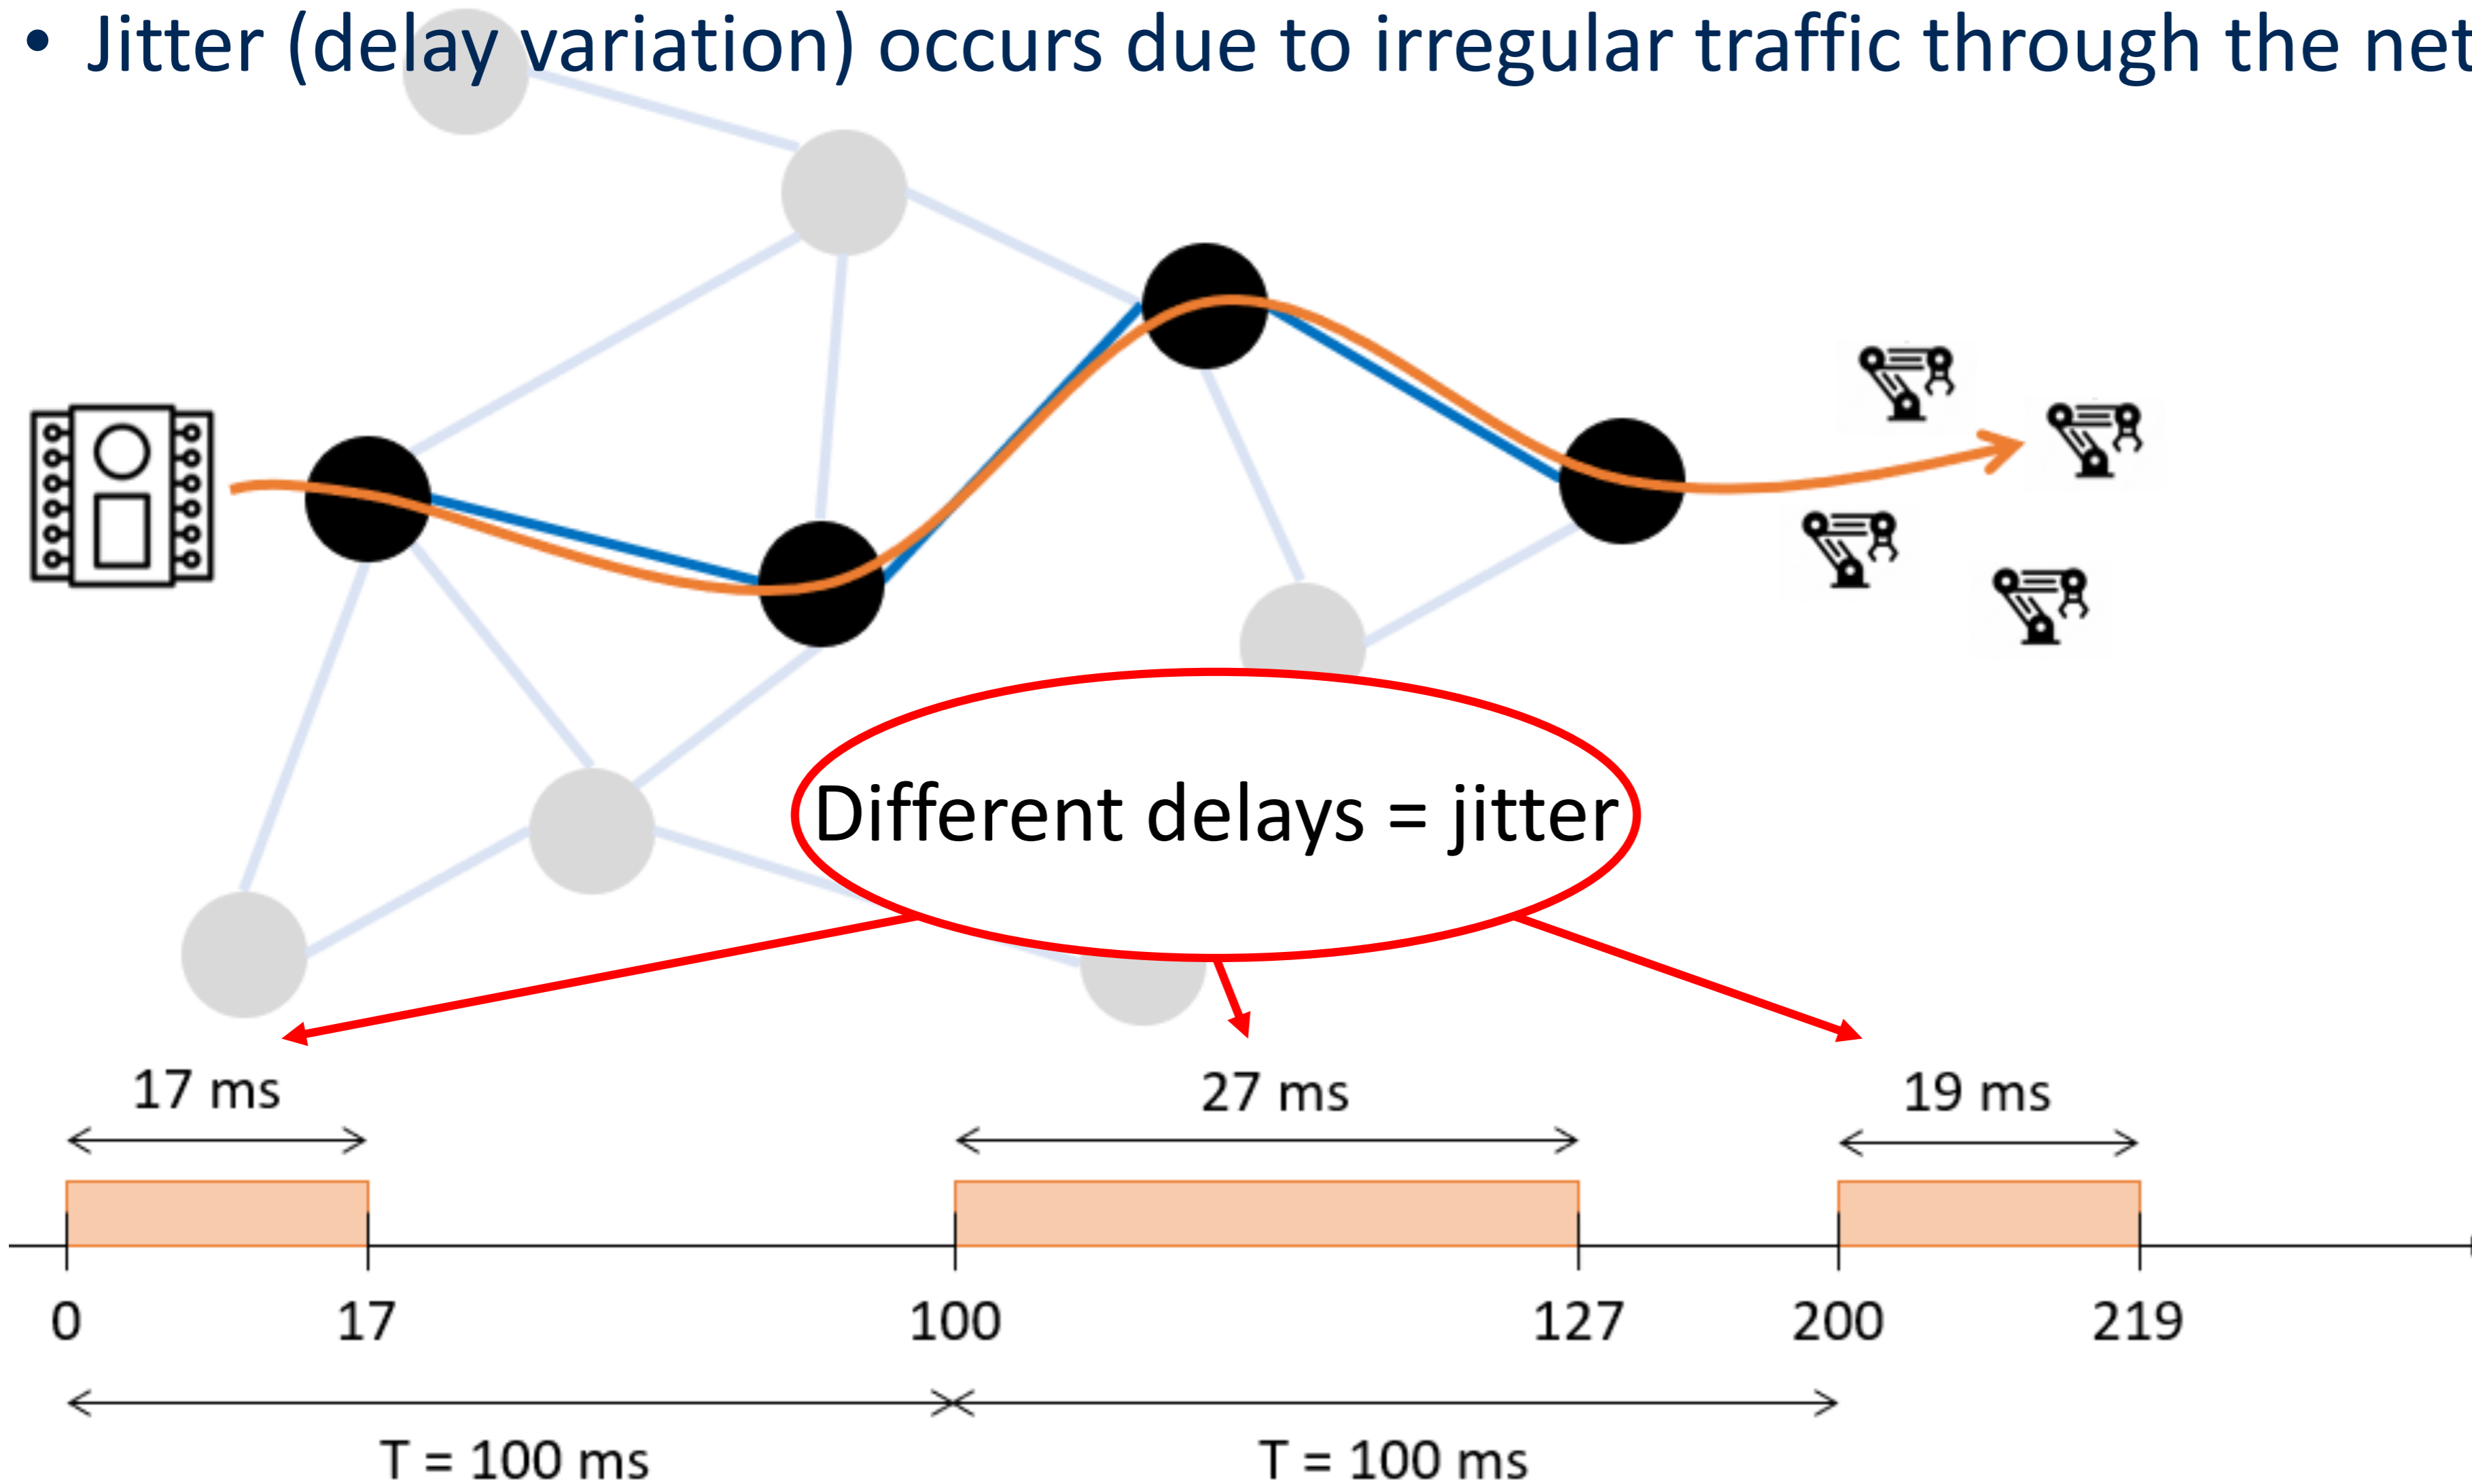 • Jitter (delay variation) occurs due to irregular traffic through the net
Different delays = jitter
17 ms
27 ms
19 ms
0
17
100
127
200
219
T = 100 ms
T = 100 ms